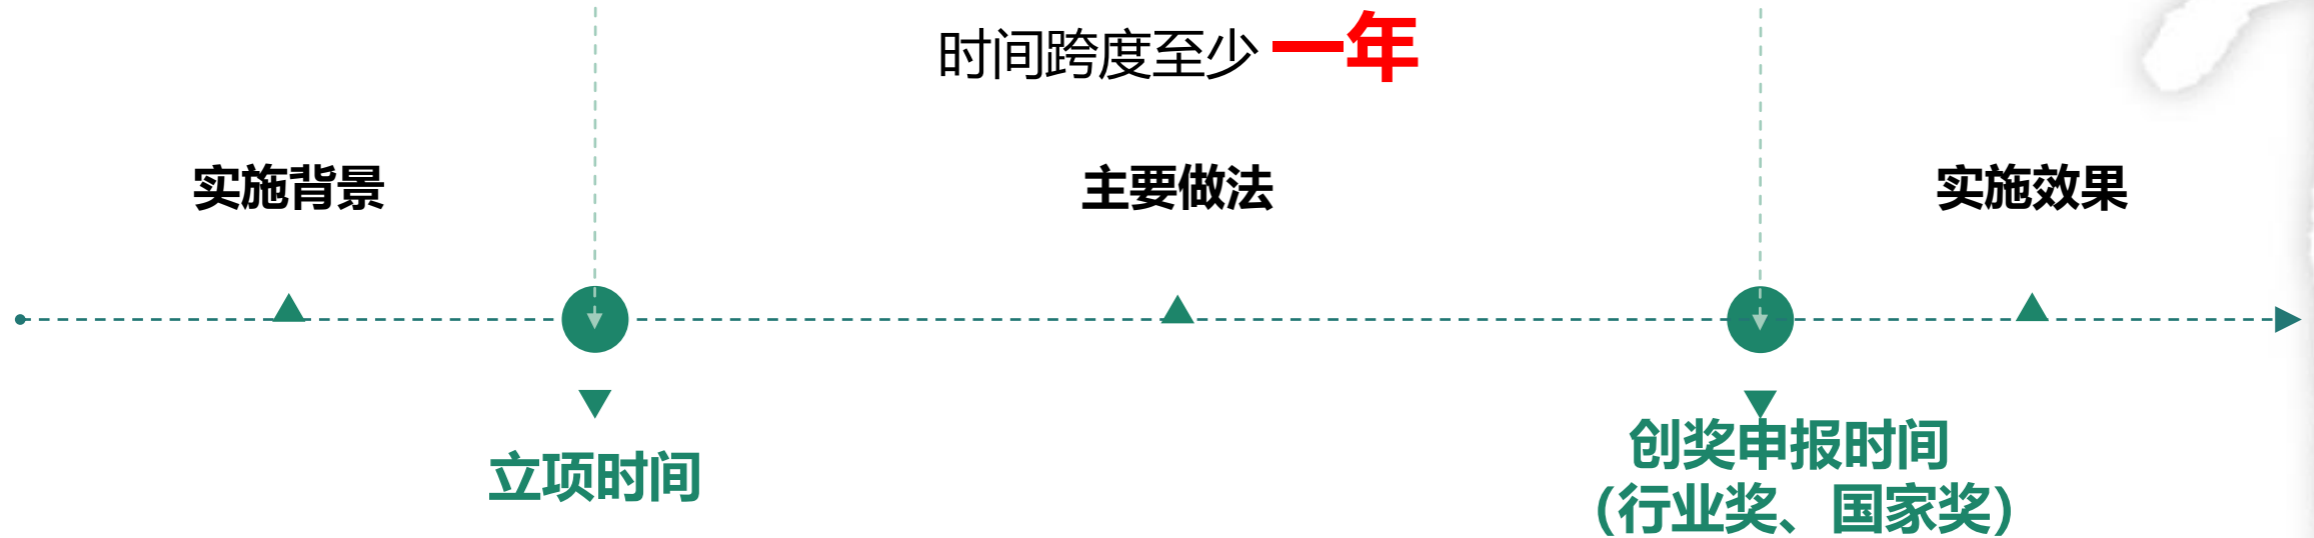 时间跨度至少 一年
实施背景
主要做法
实施效果
立项时间
创奖申报时间
（行业奖、国家奖）